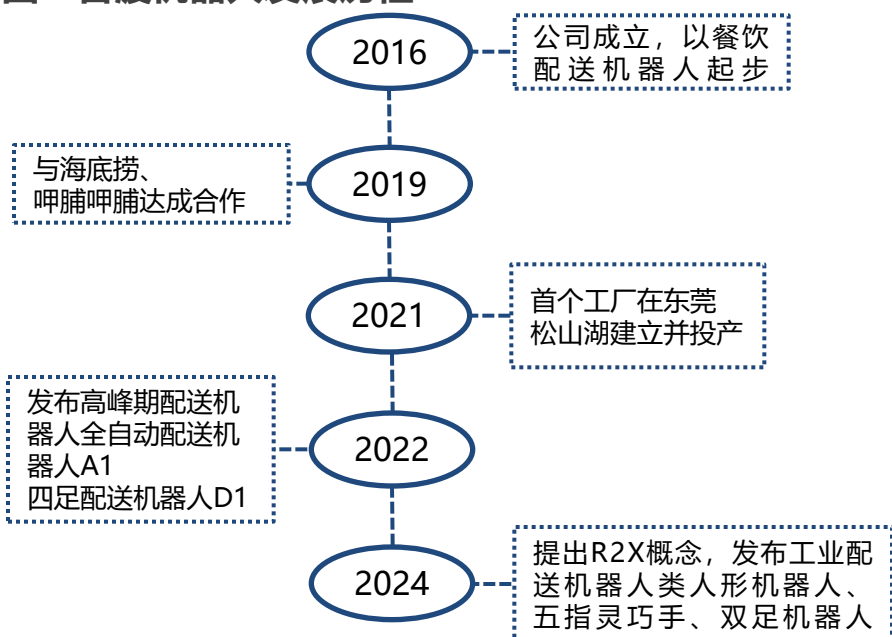 2016
公司成立，以餐饮
配送机器人起步
与海底捞、
呷脯呷脯达成合作
2019
2021
首个工厂在东莞
松山湖建立并投产
发布高峰期配送机
器人全自动配送机
器人A1
四足配送机器人D1
2022
2024
提出R2X概念，发布工业配
送机器人类人形机器人、
五指灵巧手、双足机器人